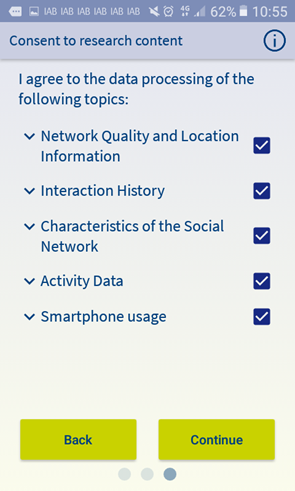 IAB IAB IAB IAB IAB IAB 4G 62% 10:55
Consent to research content
I agree to the data processing of the
following topics:
Network Quality and Location
Information
Interaction History
Characteristics of the Social
Network
Activity Data
Smartphone usage
Back Continue